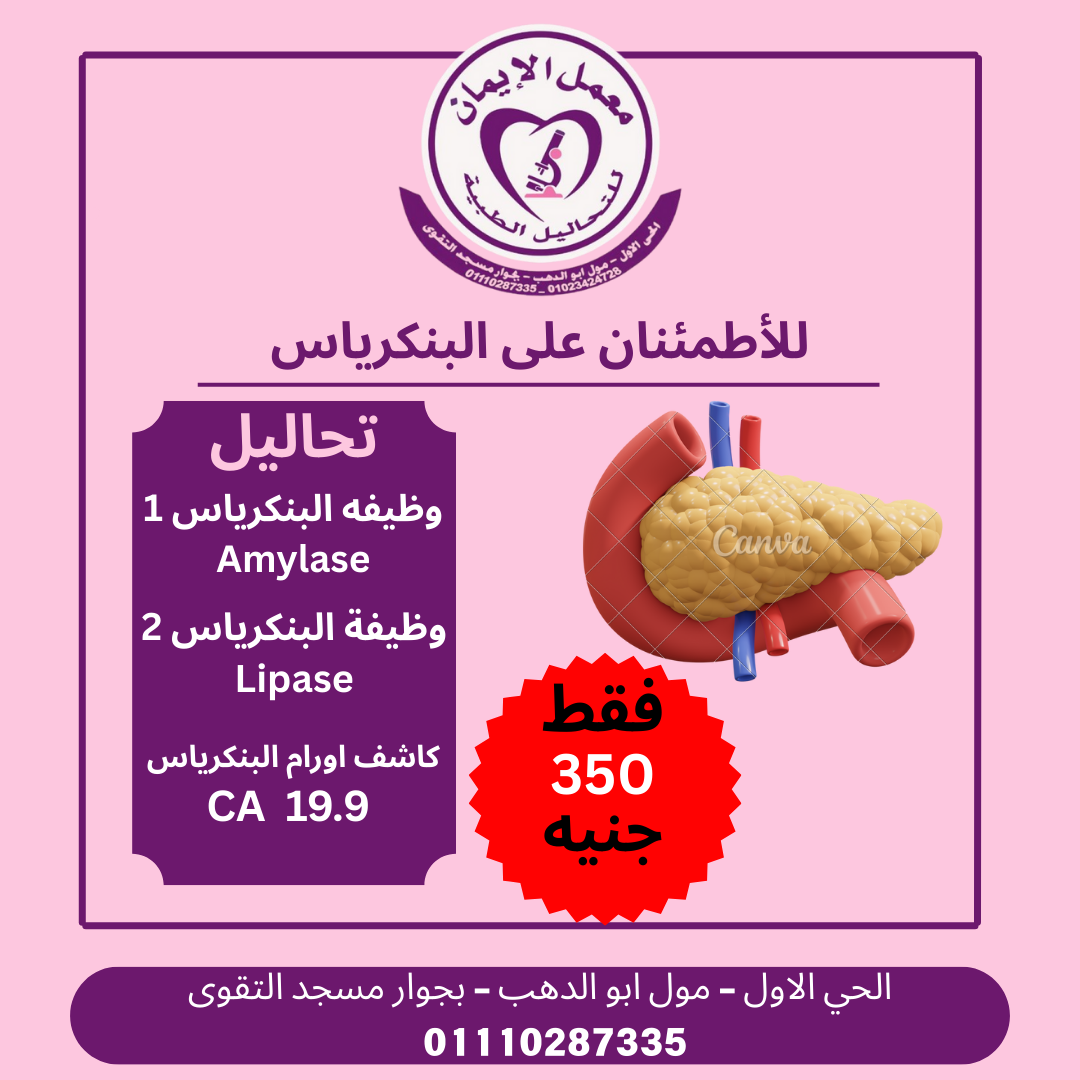 معمل الإيمان
للتحاليل الطبية
الحي الاول - مول ابو الدهب - بجوار مسجد التقوى
01110287335 _ 01023424728
للأطمئنان على البنكرياس
تحاليل
وظيفه البنكرياس 1
Amylase
وظيفة البنكرياس 2
Lipase
كاشف اورام البنكرياس
CA 19.9
Canva
فقط
350
جنيه
الحي الاول - مول ابو الدهب - بجوار مسجد التقوى
01110287335